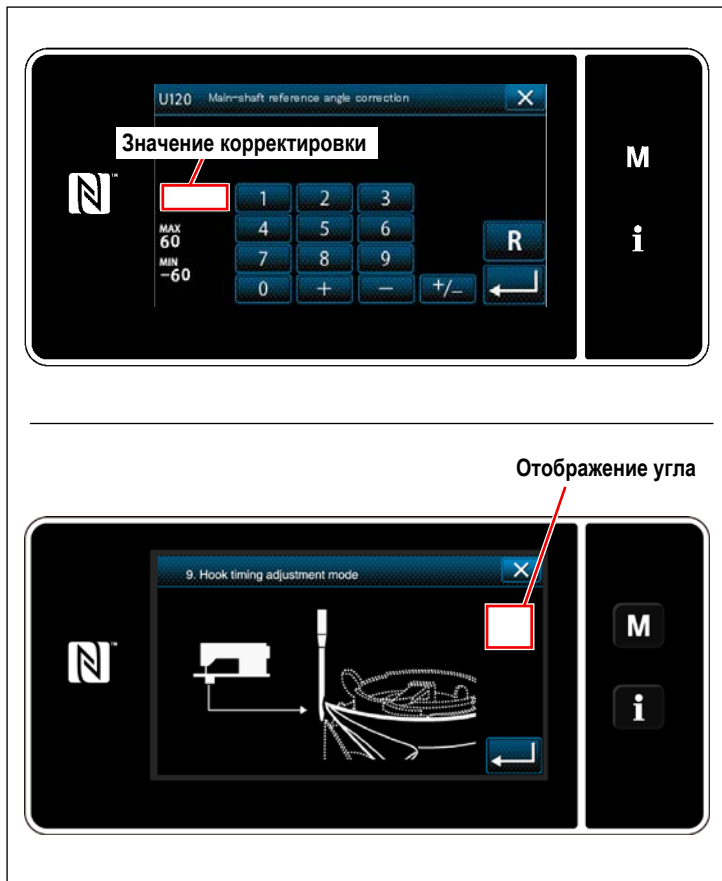 U120 Main-shaft reference angle correction
Значение корректировки
M
1 2 3
MAX
60
4 5 6
R
i
MIN
-60
7 8 9
0 + − +/−
Отображение угла
9. Hook timing adjustment mode
M
i